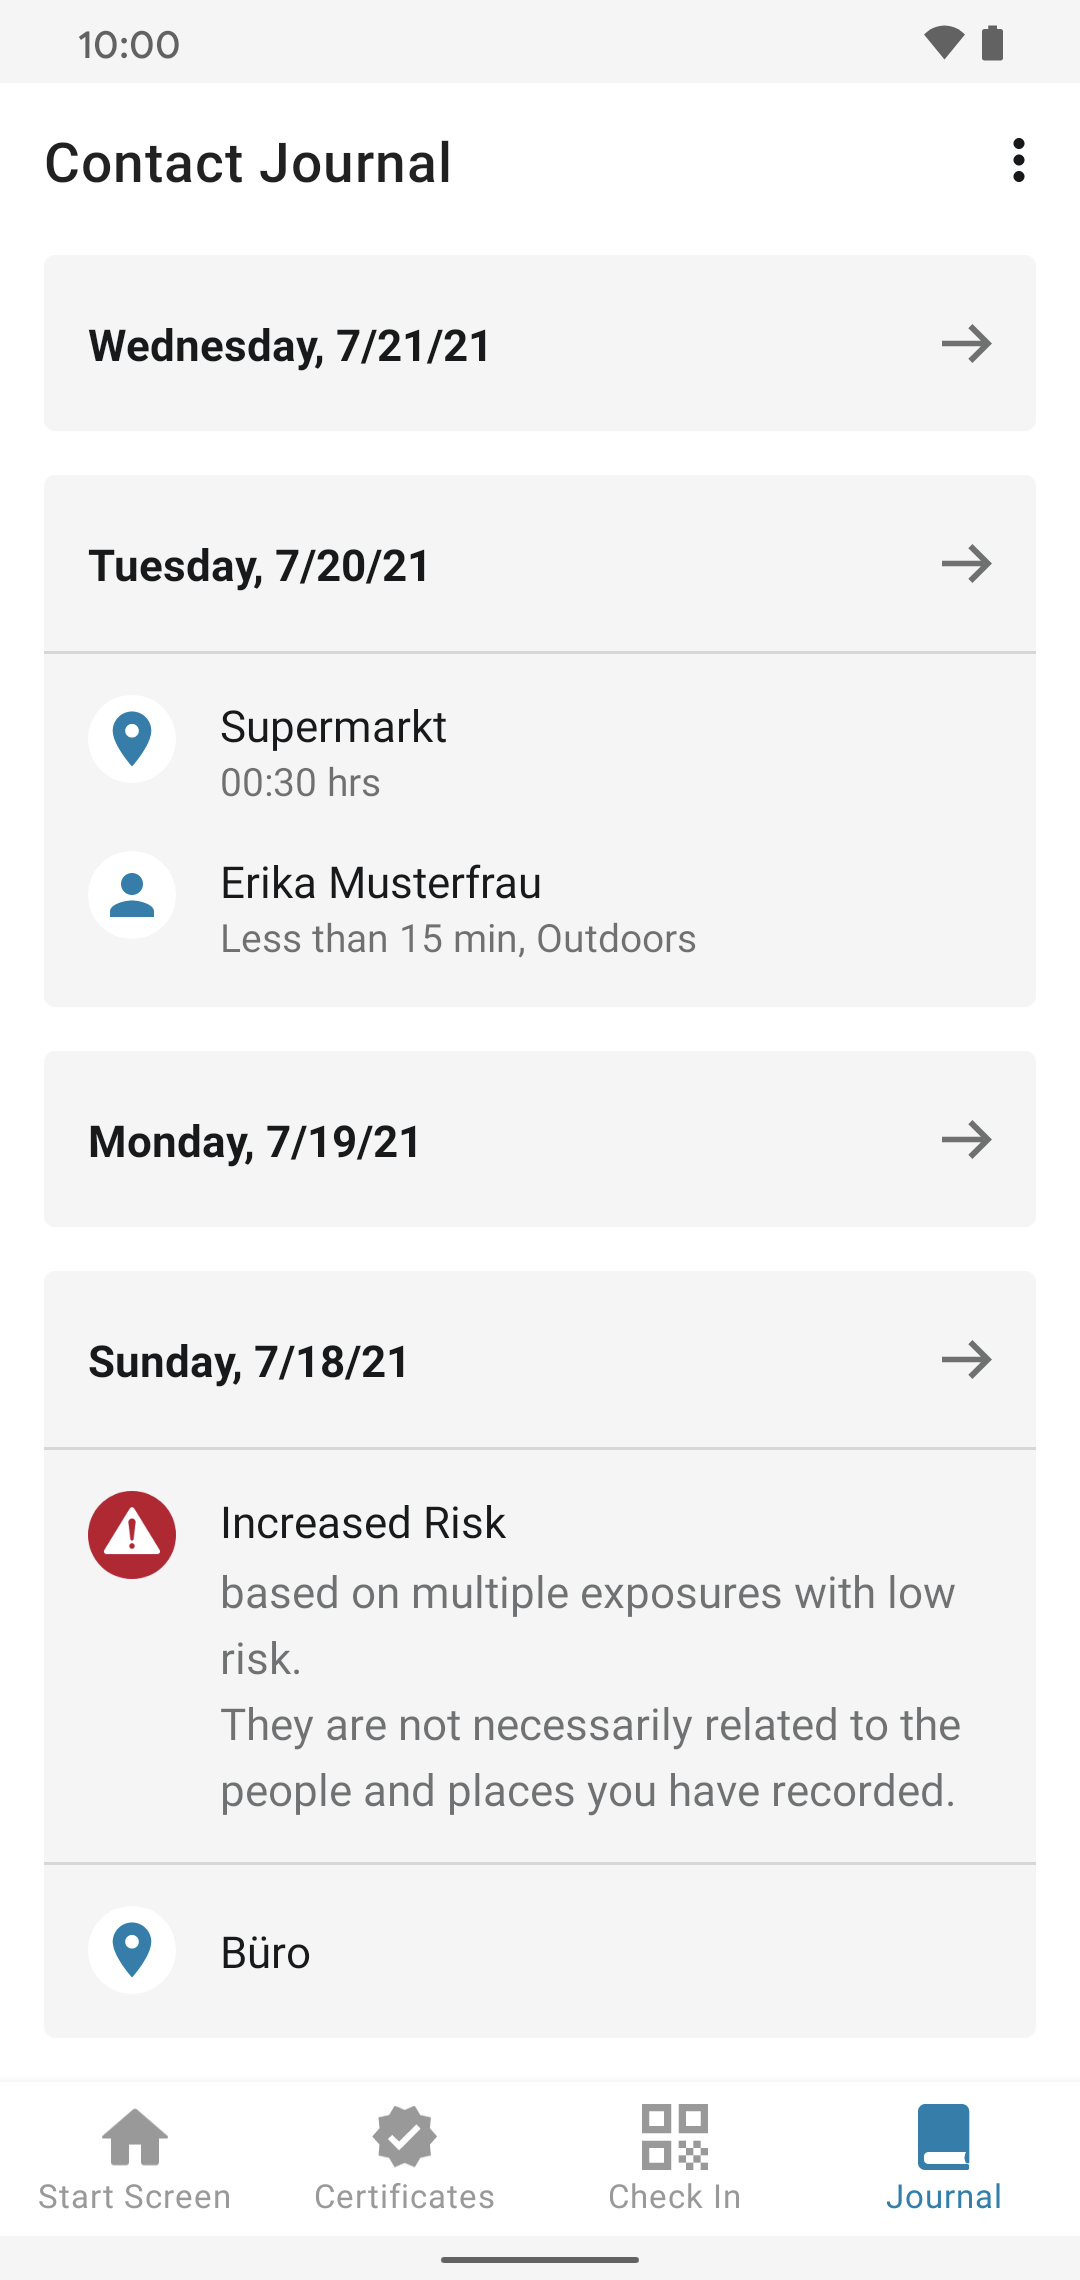 10:00
Contact Journal
Wednesday, 7/21/21
Tuesday, 7/20/21
Supermarkt
00:30 hrs
Erika Musterfrau
Less than 15 min, Outdoors
Monday, 7/19/21
Sunday, 7/18/21
Increased Risk
based on multiple exposures with low
risk.
They are not necessarily related to the
people and places you have recorded.
Büro
Start Screen
Certificates
Check In
Journal